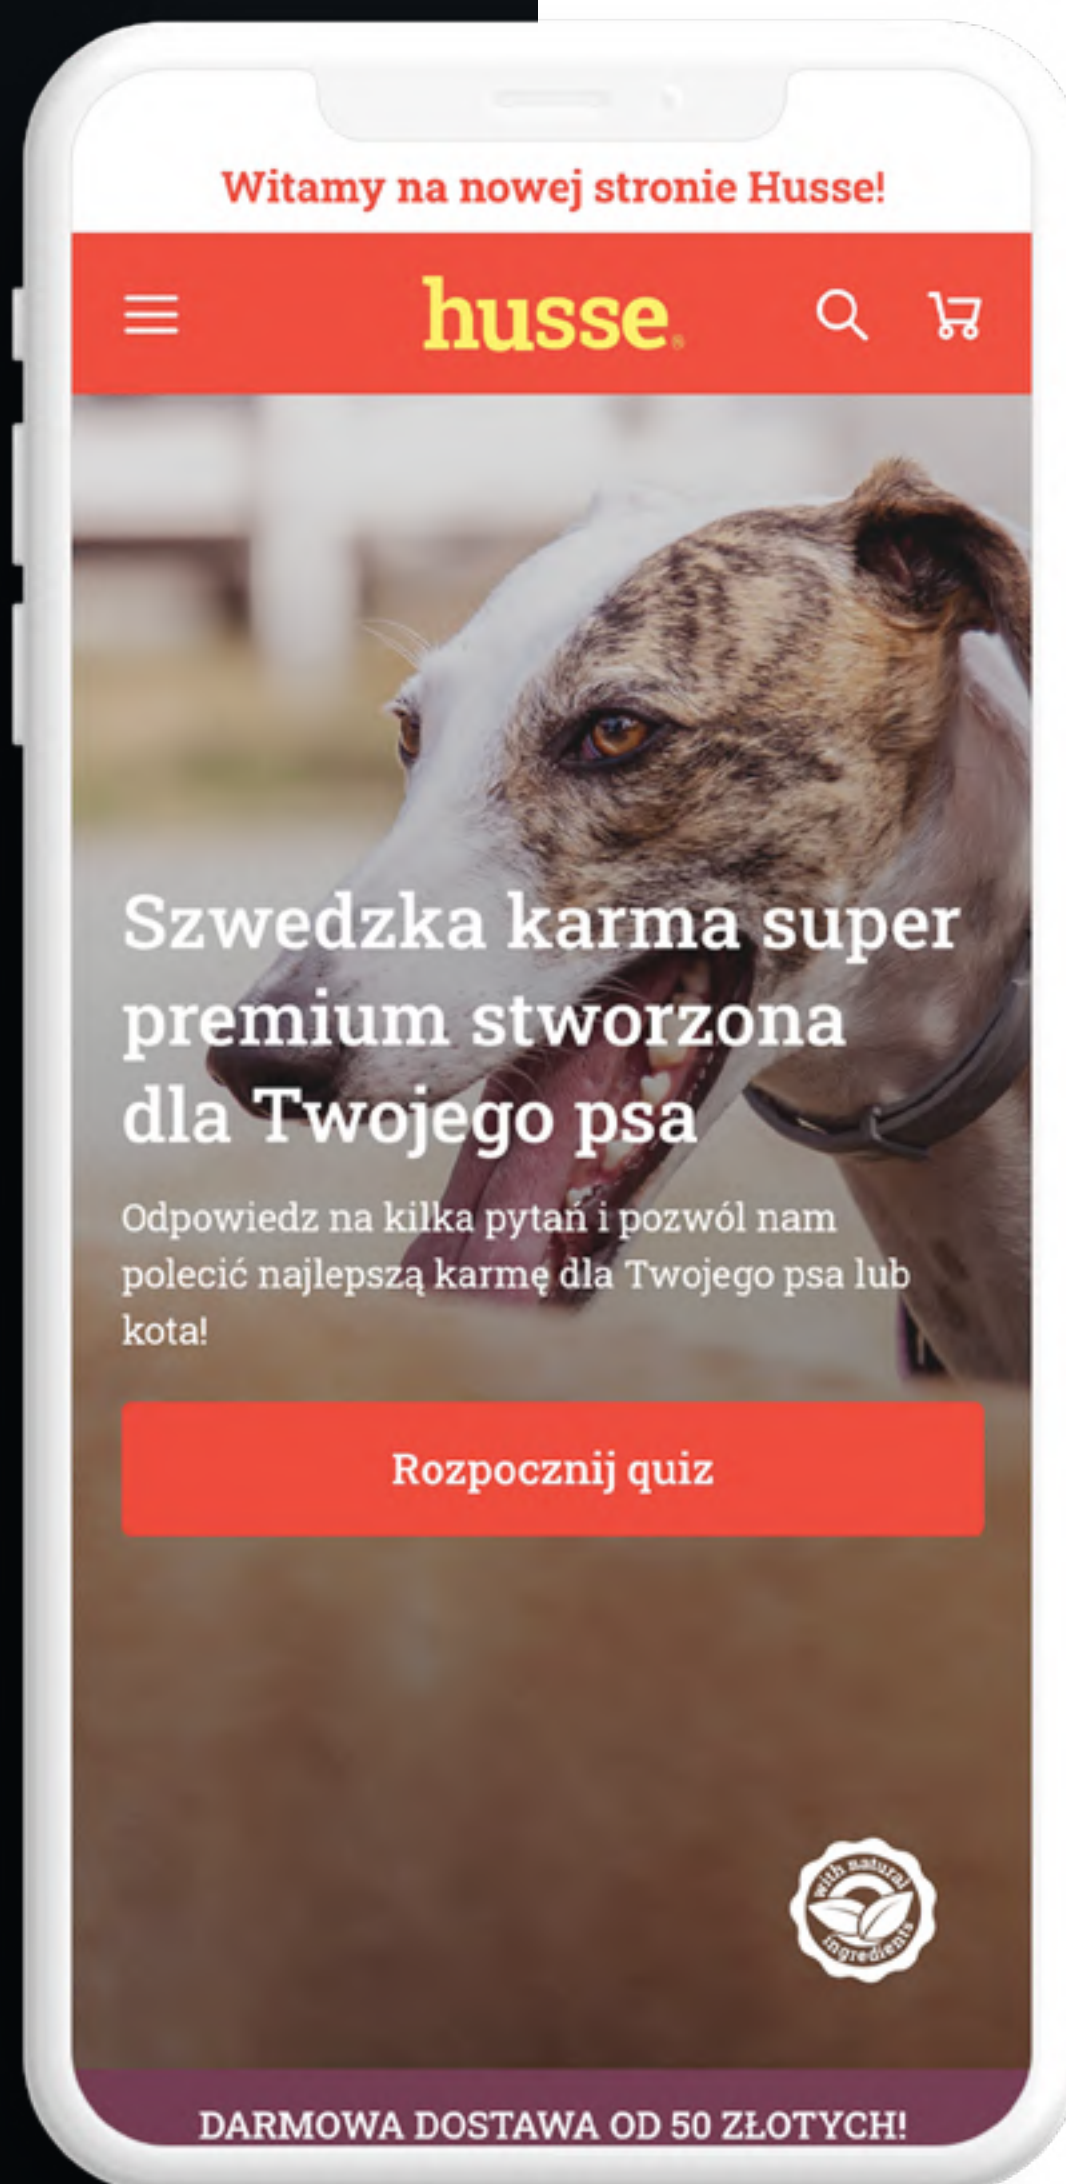 Witamy na nowej stronie Husse!
husse®
Szwedzka karma super
premium stworzona
dla Twojego psa
Odpowiedz na kilka pytań i pozwól nam
polecić najlepszą karmę dla Twojego psa lub
kota!
Rozpocznij quiz
with natural
ingredients
DARMOWA DOSTAWA OD 50 ZŁOTYCH!